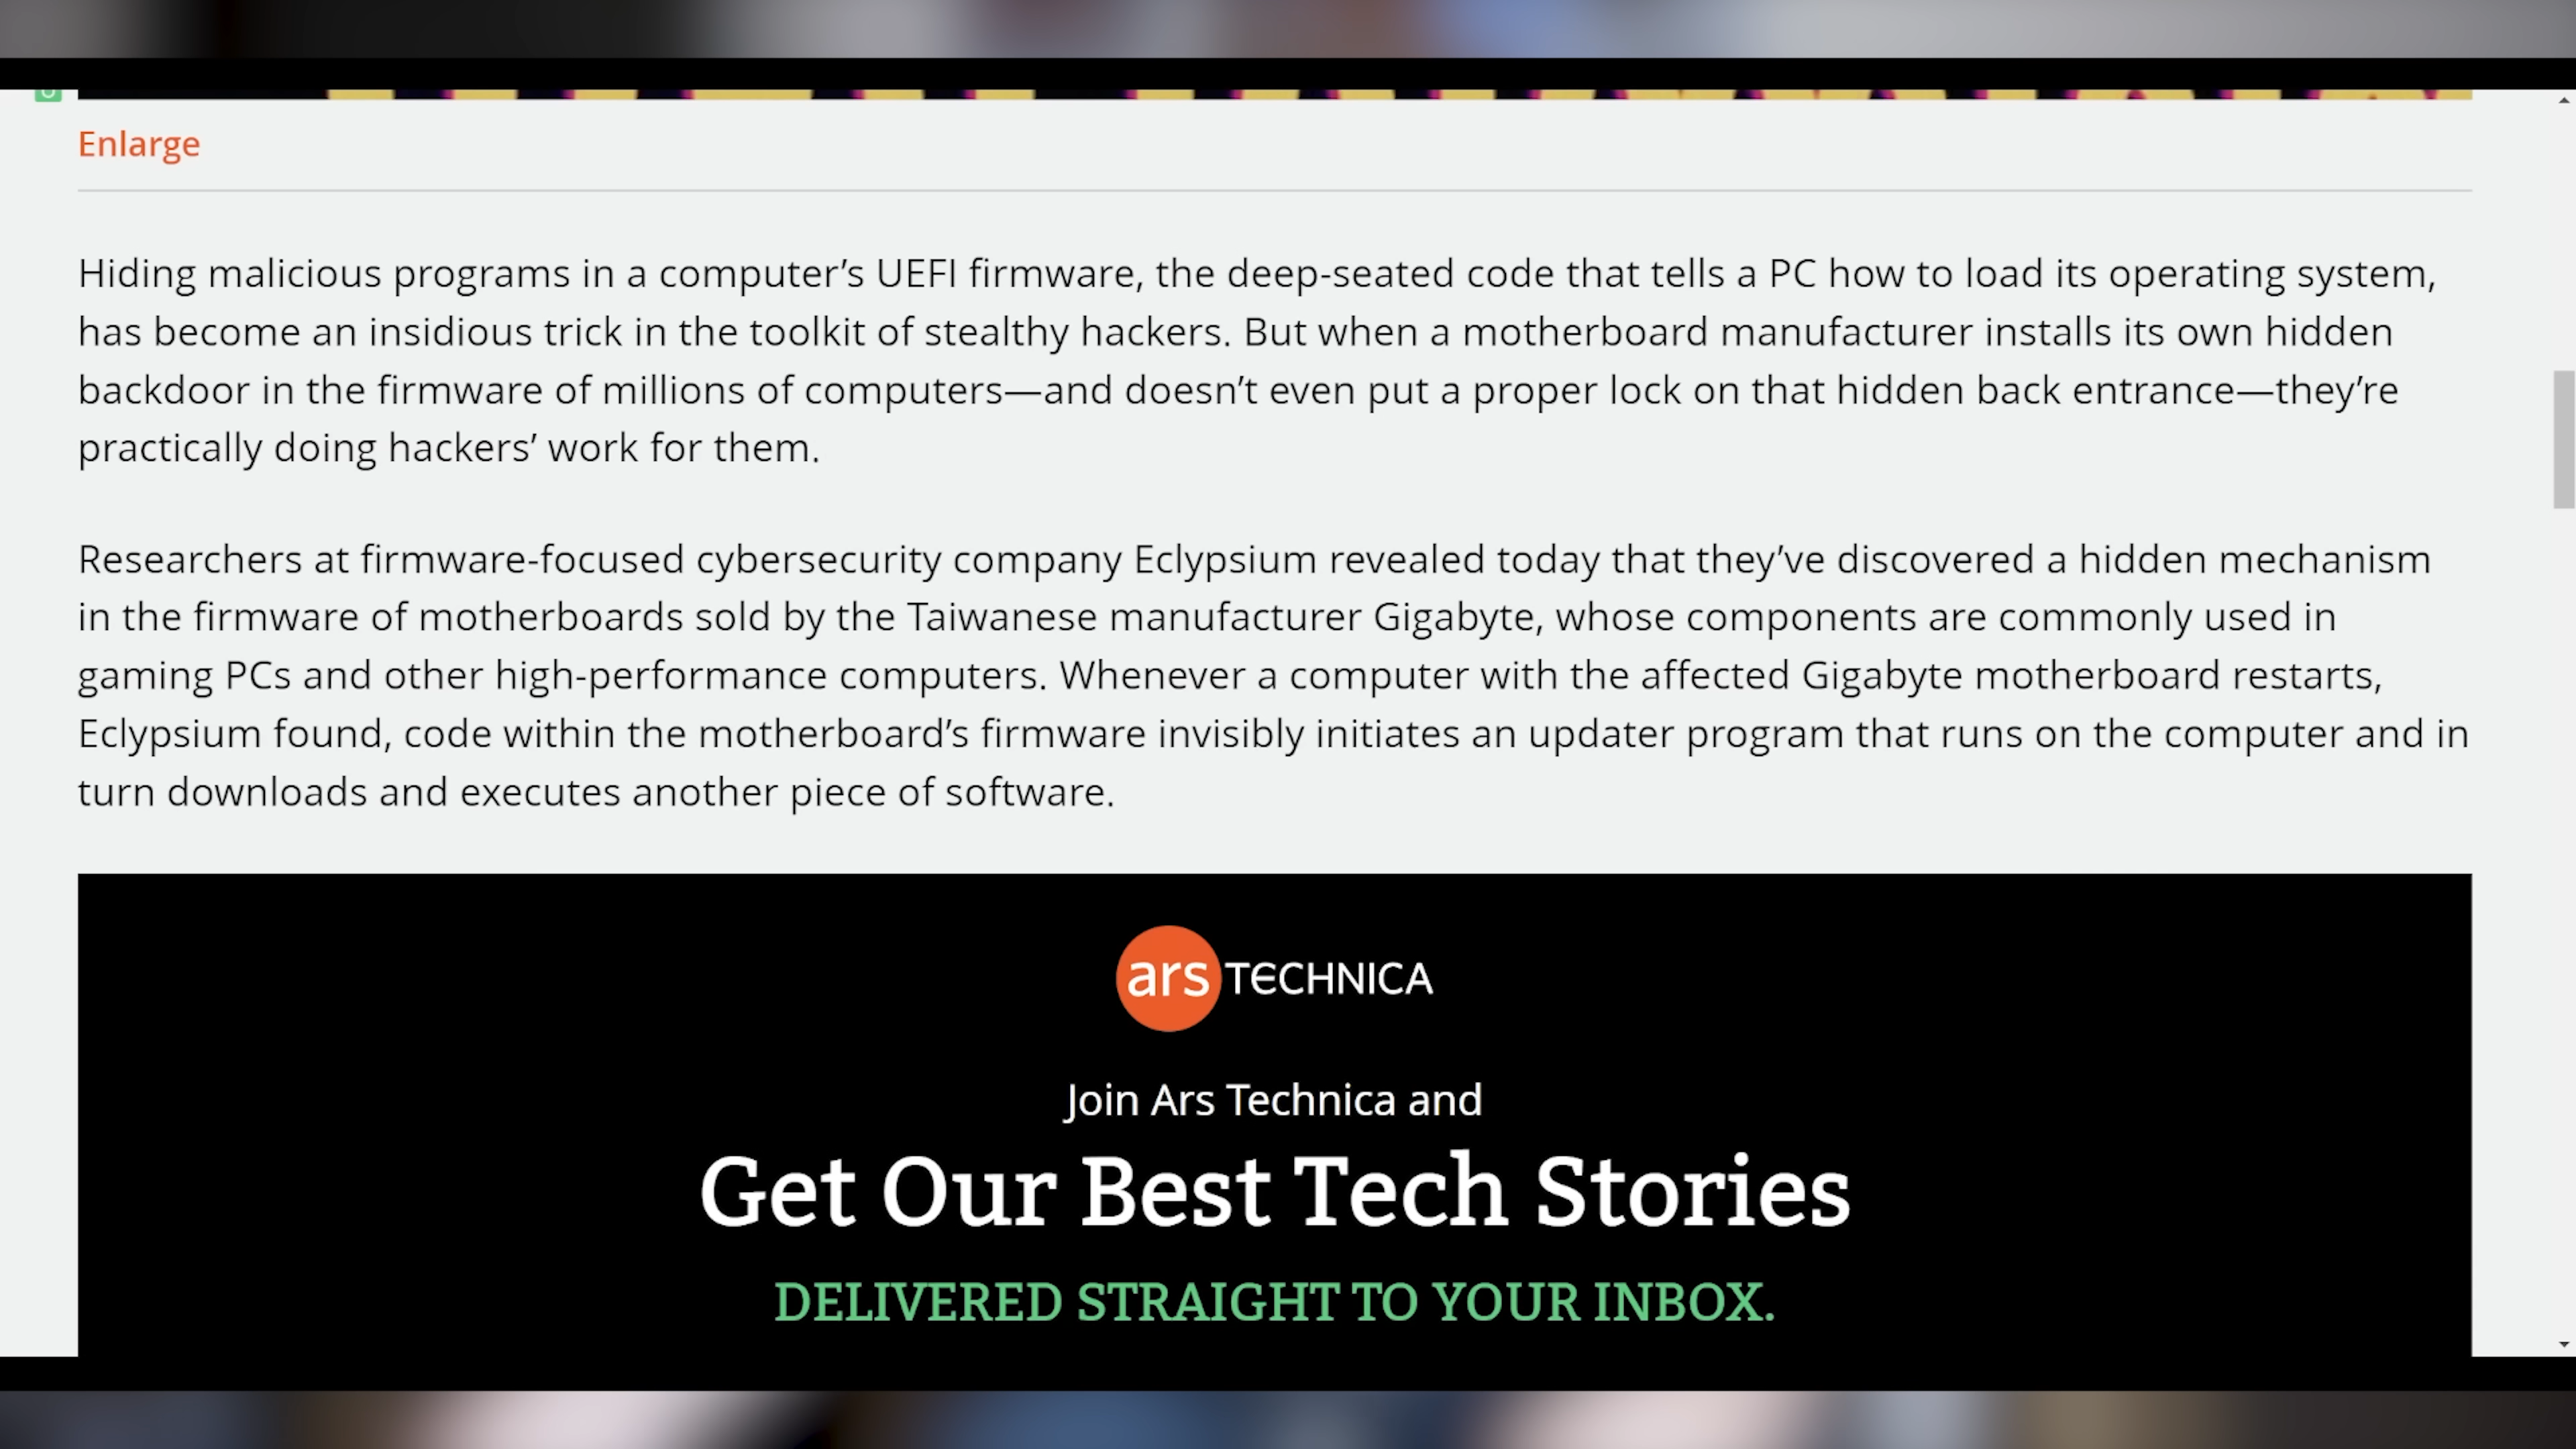 Enlarge
Hiding malicious programs in a computer’s UEFI firmware, the deep-seated code that tells a PC how to load its operating system,
has become an insidious trick in the toolkit of stealthy hackers. But when a motherboard manufacturer installs its own hidden
backdoor in the firmware of millions of computers—and doesn’t even put a proper lock on that hidden back entrance—they’re
practically doing hackers’ work for them.
Researchers at firmware-focused cybersecurity company Eclypsium revealed today that they’ve discovered a hidden mechanism
in the firmware of motherboards sold by the Taiwanese manufacturer Gigabyte, whose components are commonly used in
gaming PCs and other high-performance computers. Whenever a computer with the affected Gigabyte motherboard restarts,
Eclypsium found, code within the motherboard’s firmware invisibly initiates an updater program that runs on the computer and in
turn downloads and executes another piece of software.
ars TECHNICA
Join Ars Technica and
Get Our Best Tech Stories
DELIVERED STRAIGHT TO YOUR INBOX.